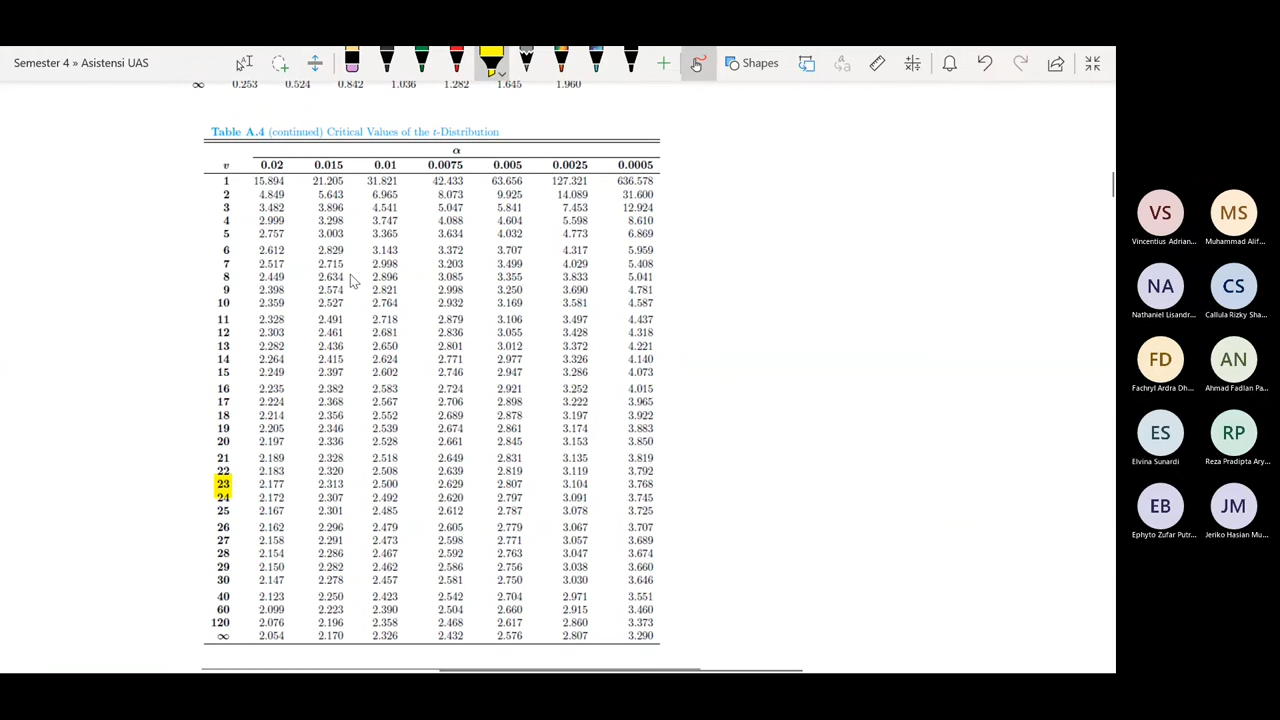 Semester 4 » Asistensi UAS
Shapes
∞ 0.253 0.524 0.842 1.036 1.282 1.645 1.960
Table A.4 (continued) Critical Values of the t-Distribution
α
v 0.02 0.015 0.01 0.0075 0.005 0.0025 0.0005
1 15.894 21.205 31.821 42.433 63.656 127.321 636.578
2 4.849 5.643 6.965 8.073 9.925 14.089 31.600
3 3.482 3.896 4.541 5.047 5.841 7.453 12.924
4 2.999 3.298 3.747 4.088 4.604 5.598 8.610
5 2.757 3.003 3.365 3.634 4.032 4.773 6.869
6 2.612 2.829 3.143 3.372 3.707 4.317 5.959
7 2.517 2.715 2.998 3.203 3.499 4.029 5.408
8 2.449 2.634 2.896 3.085 3.355 3.833 5.041
9 2.398 2.574 2.821 2.998 3.250 3.690 4.781
10 2.359 2.527 2.764 2.932 3.169 3.581 4.587
11 2.328 2.491 2.718 2.879 3.106 3.497 4.437
12 2.303 2.461 2.681 2.836 3.055 3.428 4.318
13 2.282 2.436 2.650 2.801 3.012 3.372 4.221
14 2.264 2.415 2.624 2.771 2.977 3.326 4.140
15 2.249 2.397 2.602 2.746 2.947 3.286 4.073
16 2.235 2.382 2.583 2.724 2.921 3.252 4.015
17 2.224 2.368 2.567 2.706 2.898 3.222 3.965
18 2.214 2.356 2.552 2.689 2.878 3.197 3.922
19 2.205 2.346 2.539 2.674 2.861 3.174 3.883
20 2.197 2.336 2.528 2.661 2.845 3.153 3.850
21 2.189 2.328 2.518 2.649 2.831 3.135 3.819
22 2.183 2.320 2.508 2.639 2.819 3.119 3.792
23 2.177 2.313 2.500 2.629 2.807 3.104 3.768
24 2.172 2.307 2.492 2.620 2.797 3.091 3.745
25 2.167 2.301 2.485 2.612 2.787 3.078 3.725
26 2.162 2.296 2.479 2.605 2.779 3.067 3.707
27 2.158 2.291 2.473 2.598 2.771 3.057 3.689
28 2.154 2.286 2.467 2.592 2.763 3.047 3.674
29 2.150 2.282 2.462 2.586 2.756 3.038 3.660
30 2.147 2.278 2.457 2.581 2.750 3.030 3.646
40 2.123 2.250 2.423 2.542 2.704 2.971 3.551
60 2.099 2.223 2.390 2.504 2.660 2.915 3.460
120 2.076 2.196 2.358 2.468 2.617 2.860 3.373
∞ 2.054 2.170 2.326 2.432 2.576 2.807 3.290
VS MS
Vincentius Adrian... Muhammad Alif...
NA CS
Nathaniel Lisandr... Callula Rizky Sha...
FD AN
Fachryl Ardra Dh... Ahmad Fadlan Pa...
ES RP
Elvina Sunardi Reza Pradipta Ary...
EB JM
Ephyto Zufar Putr... Jeriko Hasian Mu...